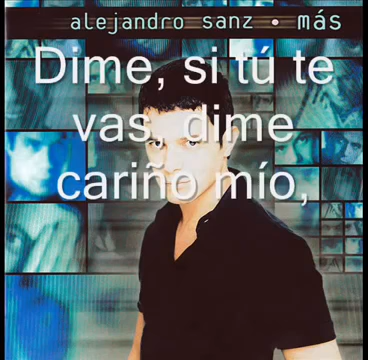 alejandro sanz • más
Dime, si tú te
vas, dime
cariño mío,